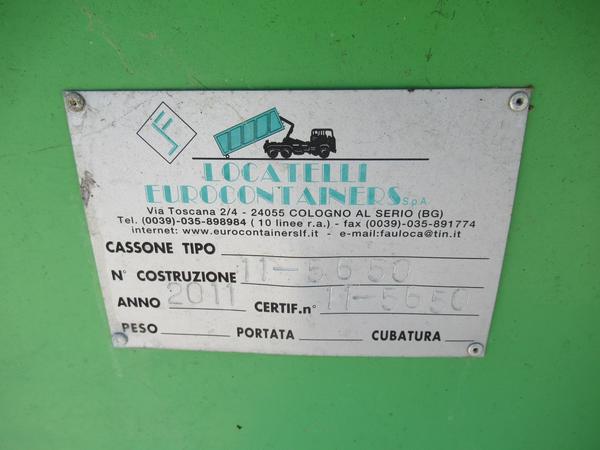 LF
LOCATELLI
EUROCONTAINERS S.p.A.
Via Toscana 2/4 - 24055 COLOGNO AL SERIO (BG)
Tel. (0039)-035-898984 ( 10 linee r.a.) - fax (0039)-035-891774
internet: www.eurocontainerslf.it - e-mail:fauloca@tin.it
CASSONE TIPO
N° COSTRUZIONE 11-5650
ANNO 2011 CERTIF.n° 11-5650
PESO PORTATA CUBATURA